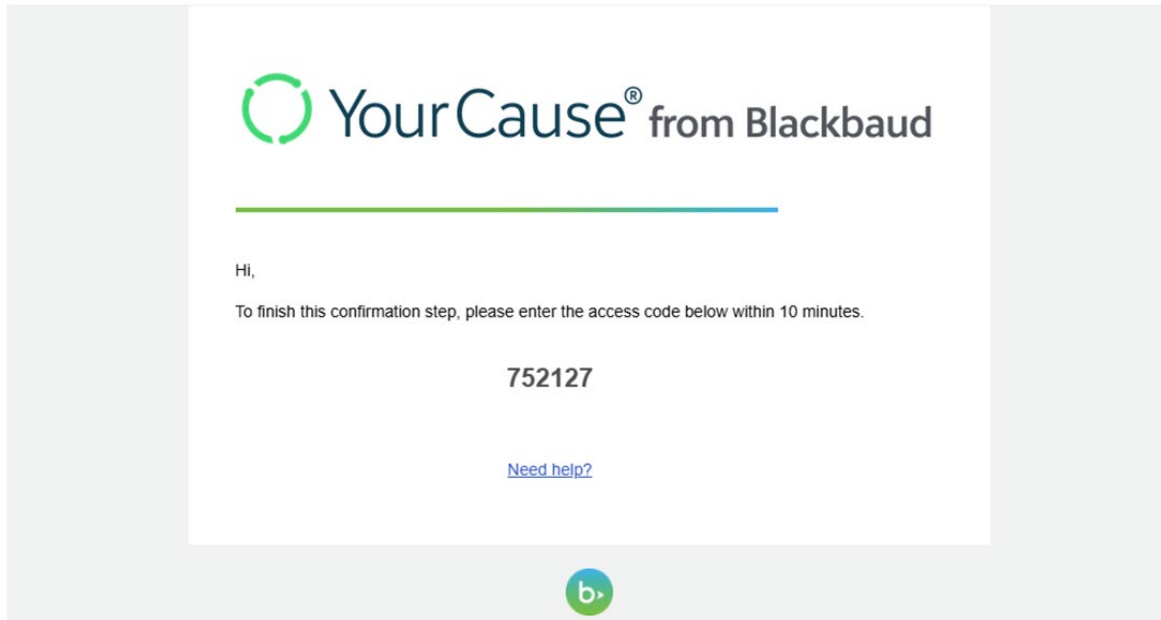 YourCause® from Blackbaud
Hi,
To finish this confirmation step, please enter the access code below within 10 minutes.
752127
Need help?
b